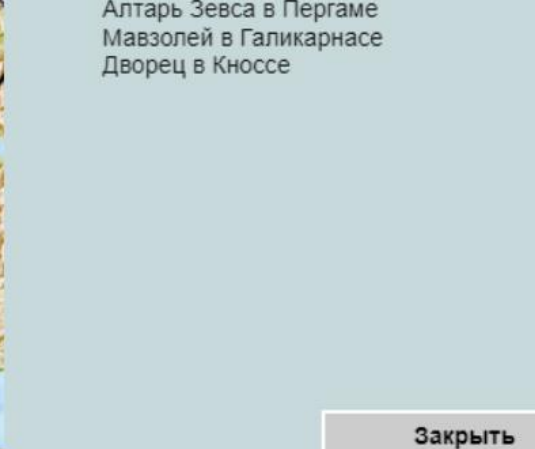 Алтарь Зевса в Пергаме
Мавзолей в Галикарнасе
Дворец в Кноссе
Закрыть